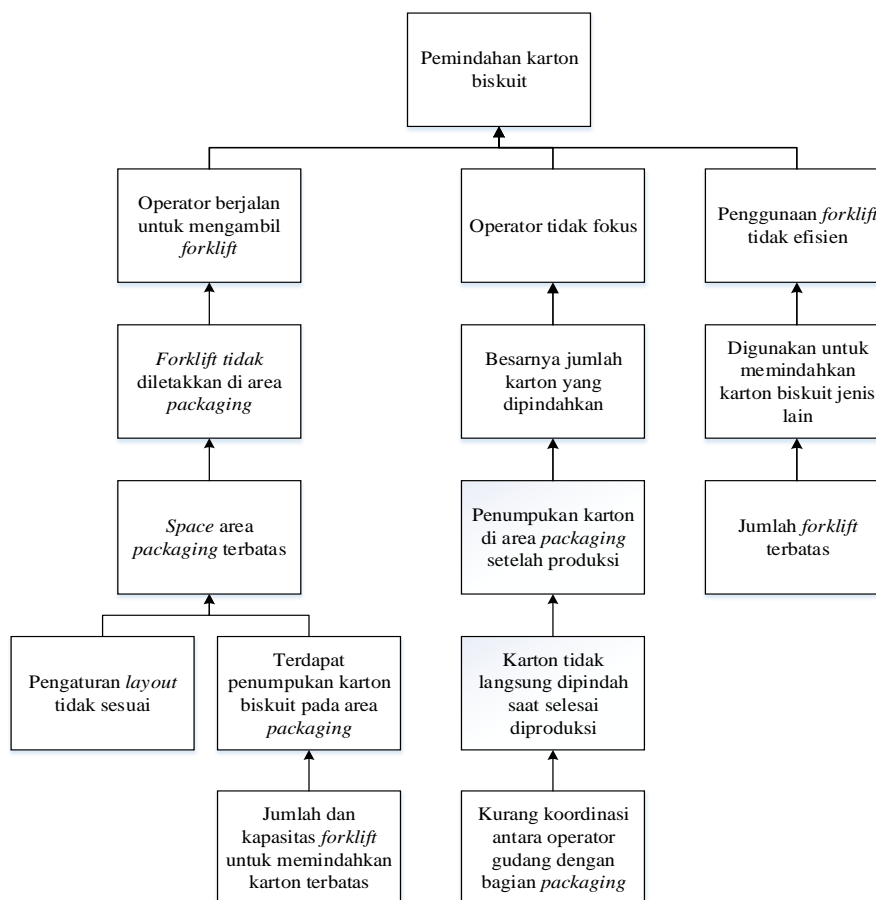 Pemindahan karton
biskuit
Operator berjalan
untuk mengambil
forklift
Operator tidak fokus
Penggunaan forklift
tidak efisien
Forklift tidak
diletakkan di area
packaging
Besarnya jumlah
karton yang
dipindahkan
Digunakan untuk
memindahkan
karton biskuit jenis
lain
Space area
packaging terbatas
Penumpukan karton
di area packaging
setelah produksi
Jumlah forklift
terbatas
Pengaturan layout
tidak sesuai
Terdapat
penumpukan karton
biskuit pada area
packaging
Karton tidak
langsung dipindah
saat selesai
diproduksi
Jumlah dan
kapasitas forklift
untuk memindahkan
karton terbatas
Kurang koordinasi
antara operator
gudang dengan
bagian packaging